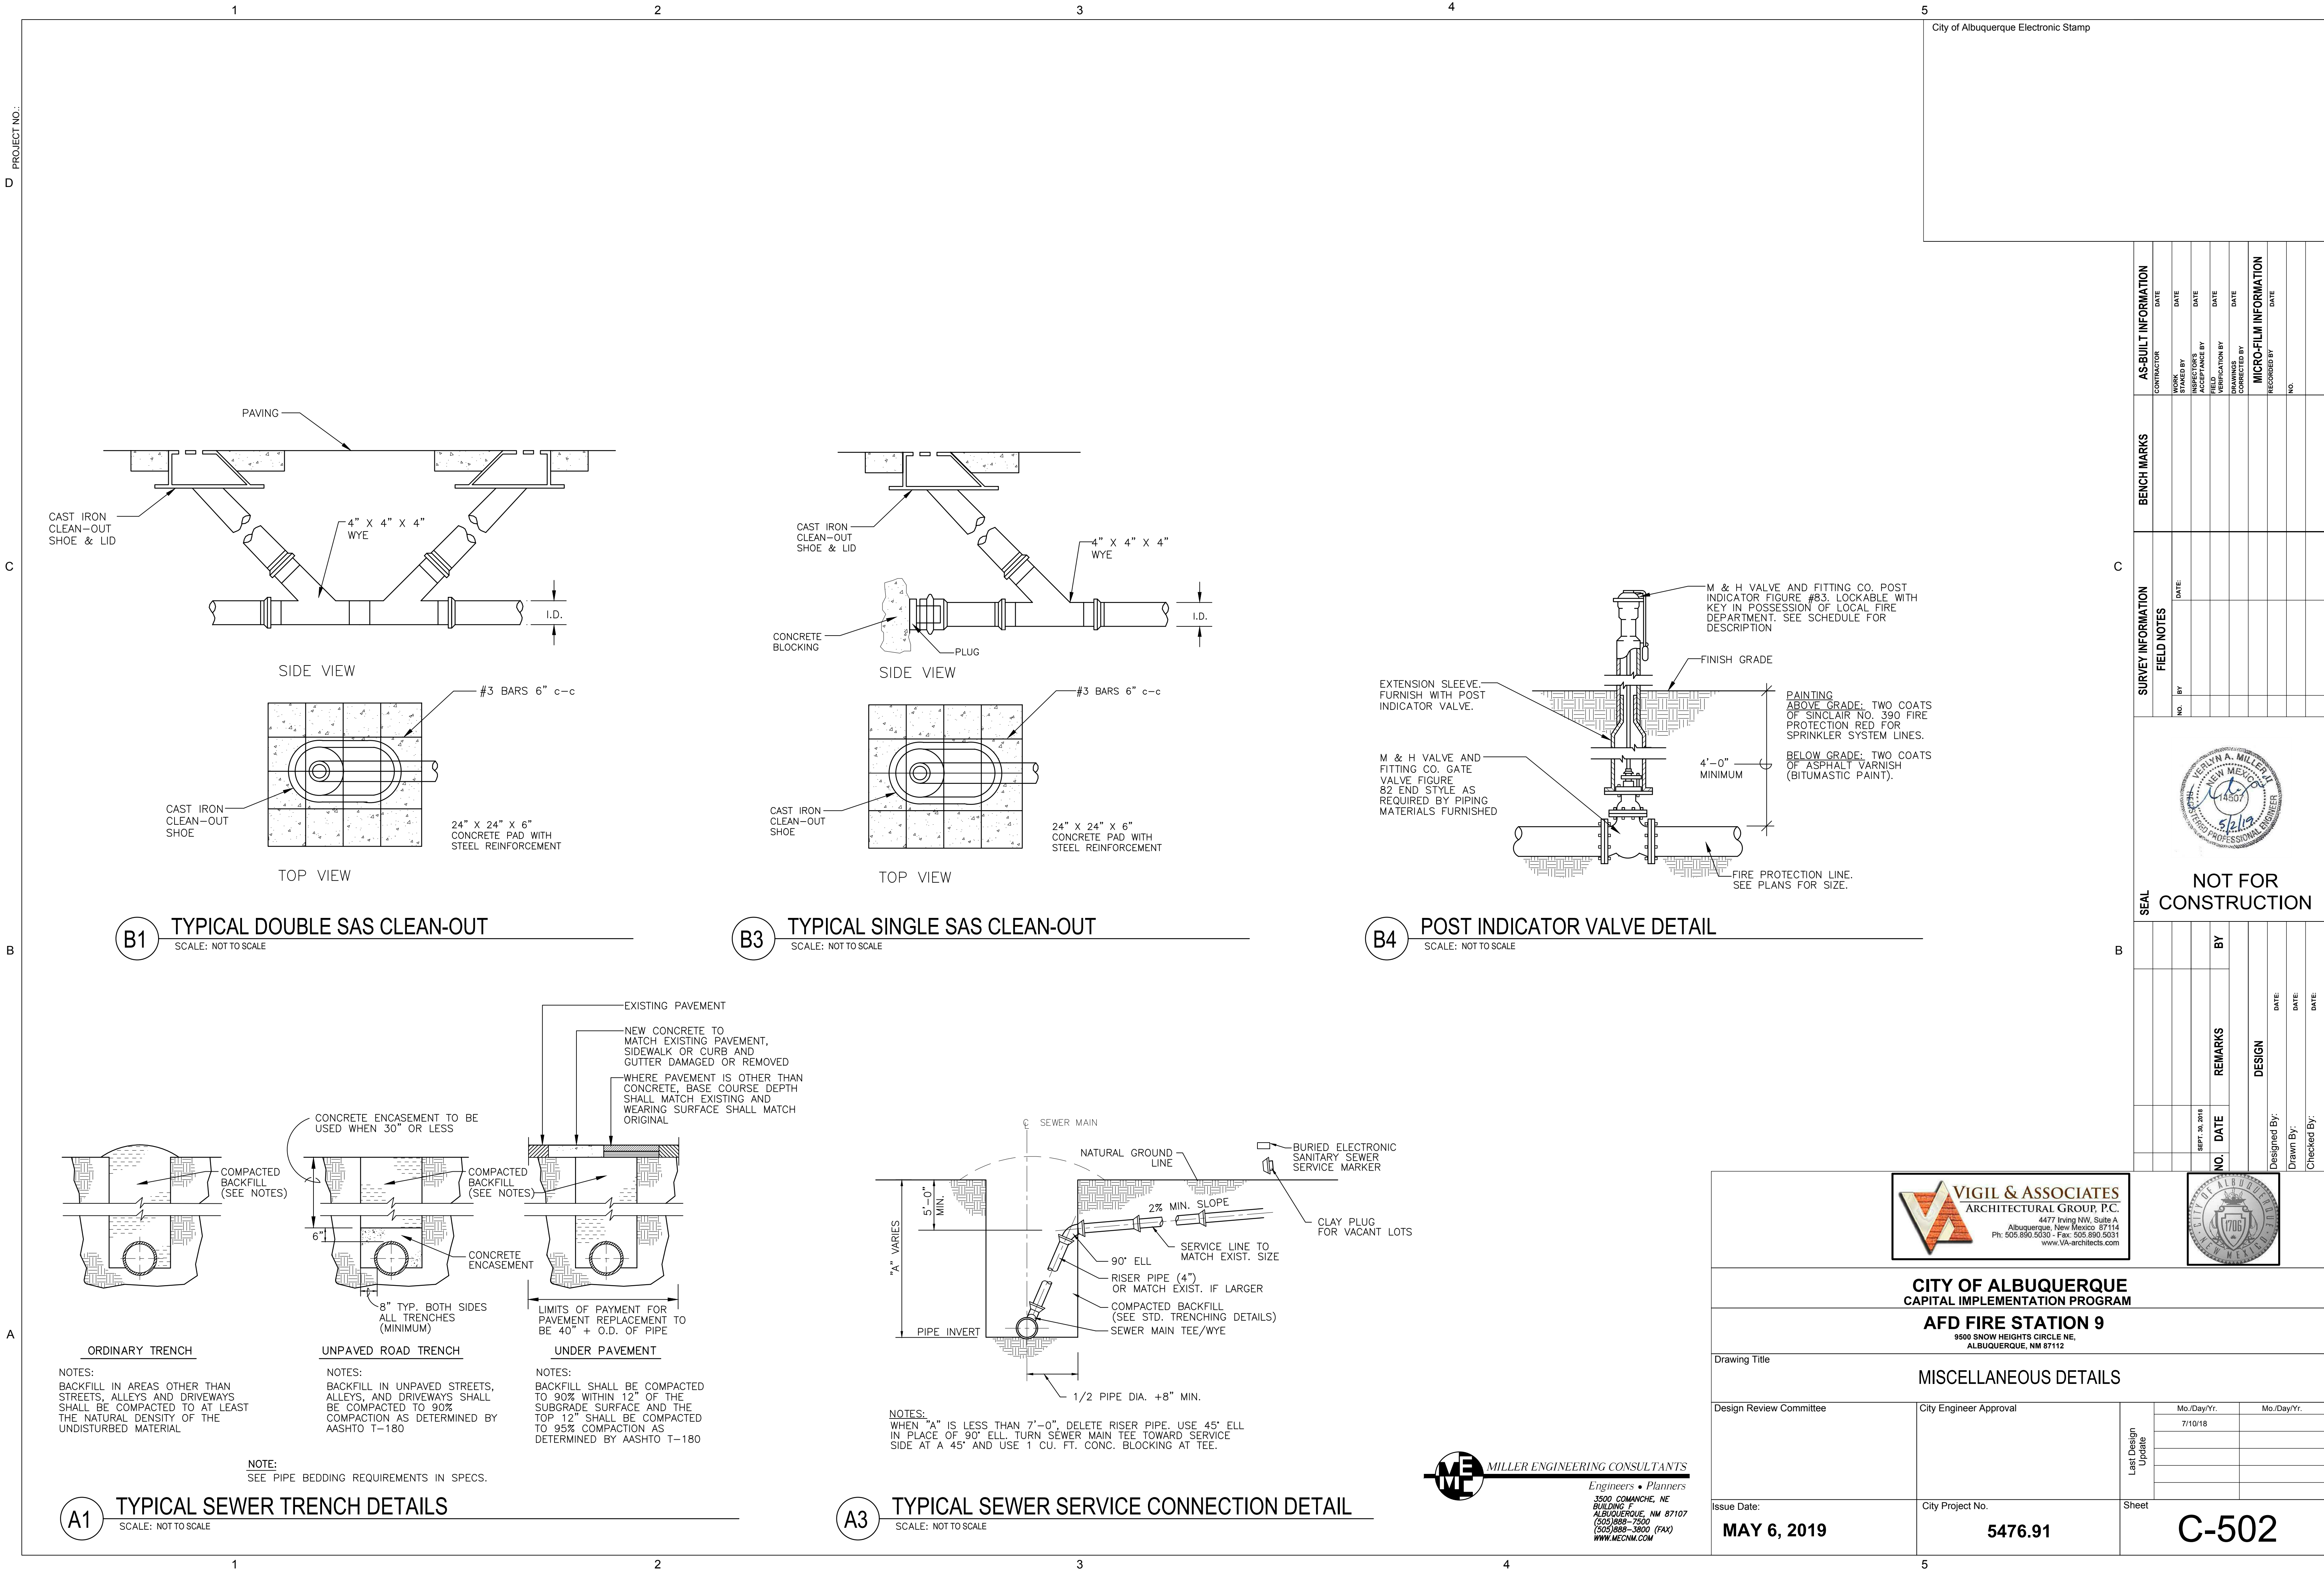 1
2
3
4
5
City of Albuquerque Electronic Stamp
PROJECT NO.:
D
C
B
A
PAVING
CAST IRON
CLEAN-OUT
SHOE & LID
4" X 4" X 4"
WYE
I.D.
SIDE VIEW
#3 BARS 6" c-c
CAST IRON
CLEAN-OUT
SHOE
24" X 24" X 6"
CONCRETE PAD WITH
STEEL REINFORCEMENT
TOP VIEW
B1
TYPICAL DOUBLE SAS CLEAN-OUT
SCALE: NOT TO SCALE
CAST IRON
CLEAN-OUT
SHOE & LID
4" X 4" X 4"
WYE
I.D.
CONCRETE
BLOCKING
PLUG
SIDE VIEW
#3 BARS 6" c-c
CAST IRON
CLEAN-OUT
SHOE
24" X 24" X 6"
CONCRETE PAD WITH
STEEL REINFORCEMENT
TOP VIEW
B3
TYPICAL SINGLE SAS CLEAN-OUT
SCALE: NOT TO SCALE
M & H VALVE AND FITTING CO. POST
INDICATOR FIGURE #83. LOCKABLE WITH
KEY IN POSSESSION OF LOCAL FIRE
DEPARTMENT. SEE SCHEDULE FOR
DESCRIPTION
FINISH GRADE
EXTENSION SLEEVE.
FURNISH WITH POST
INDICATOR VALVE.
M & H VALVE AND
FITTING CO. GATE
VALVE FIGURE
82 END STYLE AS
REQUIRED BY PIPING
MATERIALS FURNISHED
4'-0"
MINIMUM
PAINTING
ABOVE GRADE: TWO COATS
OF SINCLAIR NO. 390 FIRE
PROTECTION RED FOR
SPRINKLER SYSTEM LINES.
BELOW GRADE: TWO COATS
OF ASPHALT VARNISH
(BITUMASTIC PAINT).
FIRE PROTECTION LINE.
SEE PLANS FOR SIZE.
B4
POST INDICATOR VALVE DETAIL
SCALE: NOT TO SCALE
EXISTING PAVEMENT
NEW CONCRETE TO
MATCH EXISTING PAVEMENT,
SIDEWALK OR CURB AND
GUTTER DAMAGED OR REMOVED
WHERE PAVEMENT IS OTHER THAN
CONCRETE, BASE COURSE DEPTH
SHALL MATCH EXISTING AND
WEARING SURFACE SHALL MATCH
ORIGINAL
CONCRETE ENCASEMENT TO BE
USED WHEN 30" OR LESS
COMPACTED
BACKFILL
(SEE NOTES)
COMPACTED
BACKFILL
(SEE NOTES)
6"
CONCRETE
ENCASEMENT
8" TYP. BOTH SIDES
ALL TRENCHES
(MINIMUM)
LIMITS OF PAYMENT FOR
PAVEMENT REPLACEMENT TO
BE 40" + O.D. OF PIPE
ORDINARY TRENCH
NOTES:
BACKFILL IN AREAS OTHER THAN
STREETS, ALLEYS AND DRIVEWAYS
SHALL BE COMPACTED TO AT LEAST
THE NATURAL DENSITY OF THE
UNDISTURBED MATERIAL
UNPAVED ROAD TRENCH
NOTES:
BACKFILL IN UNPAVED STREETS,
ALLEYS, AND DRIVEWAYS SHALL
BE COMPACTED TO 90%
COMPACTION AS DETERMINED BY
AASHTO T-180
UNDER PAVEMENT
NOTES:
BACKFILL SHALL BE COMPACTED
TO 90% WITHIN 12" OF THE
SUBGRADE SURFACE AND THE
TOP 12" SHALL BE COMPACTED
TO 95% COMPACTION AS
DETERMINED BY AASHTO T-180
NOTE:
SEE PIPE BEDDING REQUIREMENTS IN SPECS.
A1
TYPICAL SEWER TRENCH DETAILS
SCALE: NOT TO SCALE
℄ SEWER MAIN
NATURAL GROUND
LINE
BURIED ELECTRONIC
SANITARY SEWER
SERVICE MARKER
5'-0"
MIN.
"A" VARIES
2% MIN. SLOPE
CLAY PLUG
FOR VACANT LOTS
SERVICE LINE TO
MATCH EXIST. SIZE
90° ELL
RISER PIPE (4")
OR MATCH EXIST. IF LARGER
COMPACTED BACKFILL
(SEE STD. TRENCHING DETAILS)
SEWER MAIN TEE/WYE
PIPE INVERT
1/2 PIPE DIA. +8" MIN.
NOTES:
WHEN "A" IS LESS THAN 7'-0", DELETE RISER PIPE. USE 45° ELL
IN PLACE OF 90° ELL. TURN SEWER MAIN TEE TOWARD SERVICE
SIDE AT A 45° AND USE 1 CU. FT. CONC. BLOCKING AT TEE.
A3
TYPICAL SEWER SERVICE CONNECTION DETAIL
SCALE: NOT TO SCALE
MILLER ENGINEERING CONSULTANTS
Engineers • Planners
3500 COMANCHE, NE
BUILDING F
ALBUQUERQUE, NM 87107
(505)888-7500
(505)888-3800 (FAX)
WWW.MECNM.COM
AS-BUILT INFORMATION
CONTRACTOR DATE
WORK
STAKED BY DATE
INSPECTOR'S
ACCEPTANCE BY DATE
FIELD
VERIFICATION BY DATE
DRAWINGS
CORRECTED BY DATE
MICRO-FILM INFORMATION
RECORDED BY DATE
NO.
BENCH MARKS
SURVEY INFORMATION
FIELD NOTES
NO. BY DATE:
C
SEAL
VERLYN A. MILLER
NEW MEXICO
14507
5/2/19
REGISTERED PROFESSIONAL ENGINEER
NOT FOR
CONSTRUCTION
B
NO. DATE REMARKS BY
SEPT. 30, 2018
DESIGN
Designed By: DATE:
Drawn By: DATE:
Checked By: DATE:
VIGIL & ASSOCIATES
ARCHITECTURAL GROUP, P.C.
4477 Irving NW, Suite A
Albuquerque, New Mexico 87114
Ph: 505.890.5030 - Fax: 505.890.5031
www.VA-architects.com
CITY OF ALBUQUERQUE
1706
NEW MEXICO
CITY OF ALBUQUERQUE
CAPITAL IMPLEMENTATION PROGRAM
AFD FIRE STATION 9
9500 SNOW HEIGHTS CIRCLE NE,
ALBUQUERQUE, NM 87112
Drawing Title
MISCELLANEOUS DETAILS
Design Review Committee
City Engineer Approval
Last Design
Update
Mo./Day/Yr.
Mo./Day/Yr.
7/10/18
Issue Date:
MAY 6, 2019
City Project No.
5476.91
Sheet
C-502
1
2
3
4
5